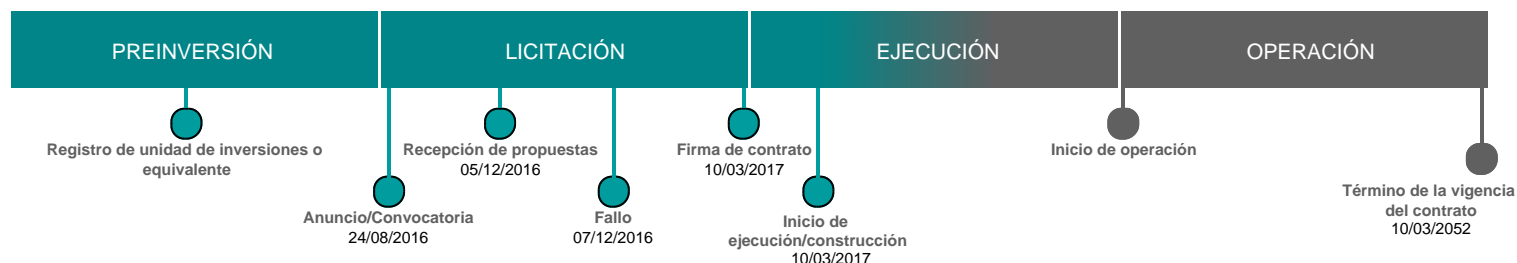 PREINVERSIÓN
LICITACIÓN
EJECUCIÓN
OPERACIÓN
Registro de unidad de inversiones o
equivalente
Anuncio/Convocatoria
24/08/2016
Recepción de propuestas
05/12/2016
Fallo
07/12/2016
Firma de contrato
10/03/2017
Inicio de
ejecución/construcción
10/03/2017
Inicio de operación
Término de la vigencia
del contrato
10/03/2052